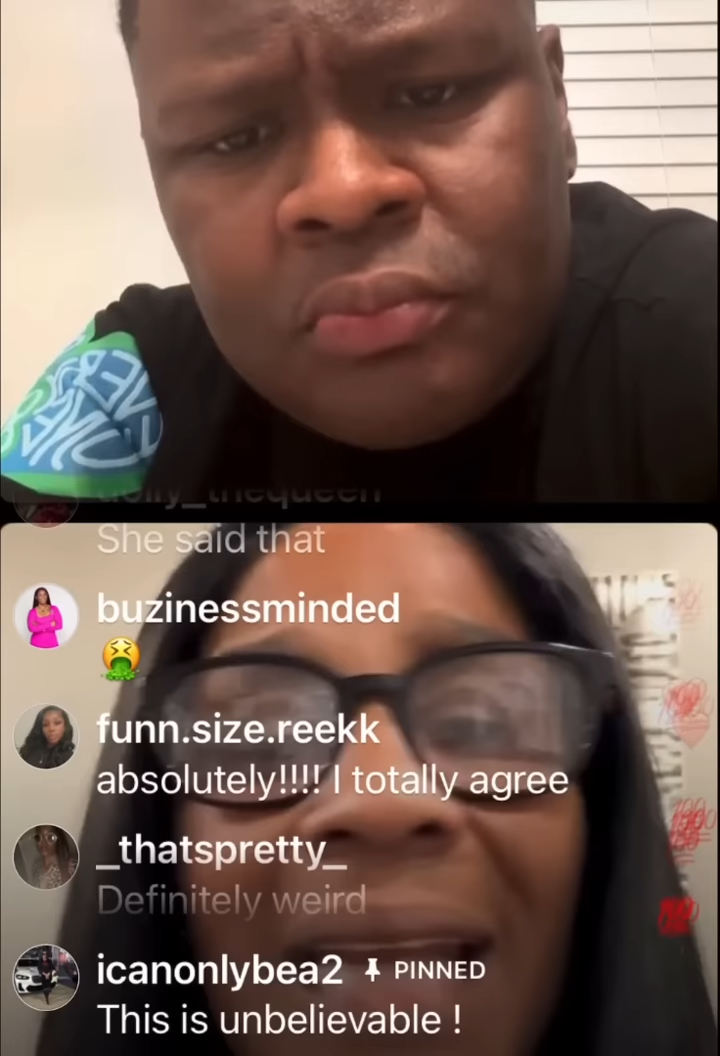 She said that
buzinessminded
🤮
funn.size.reekk
absolutely!!!! I totally agree
_thatspretty_
Definitely weird
icanonlybea2 PINNED
This is unbelievable !